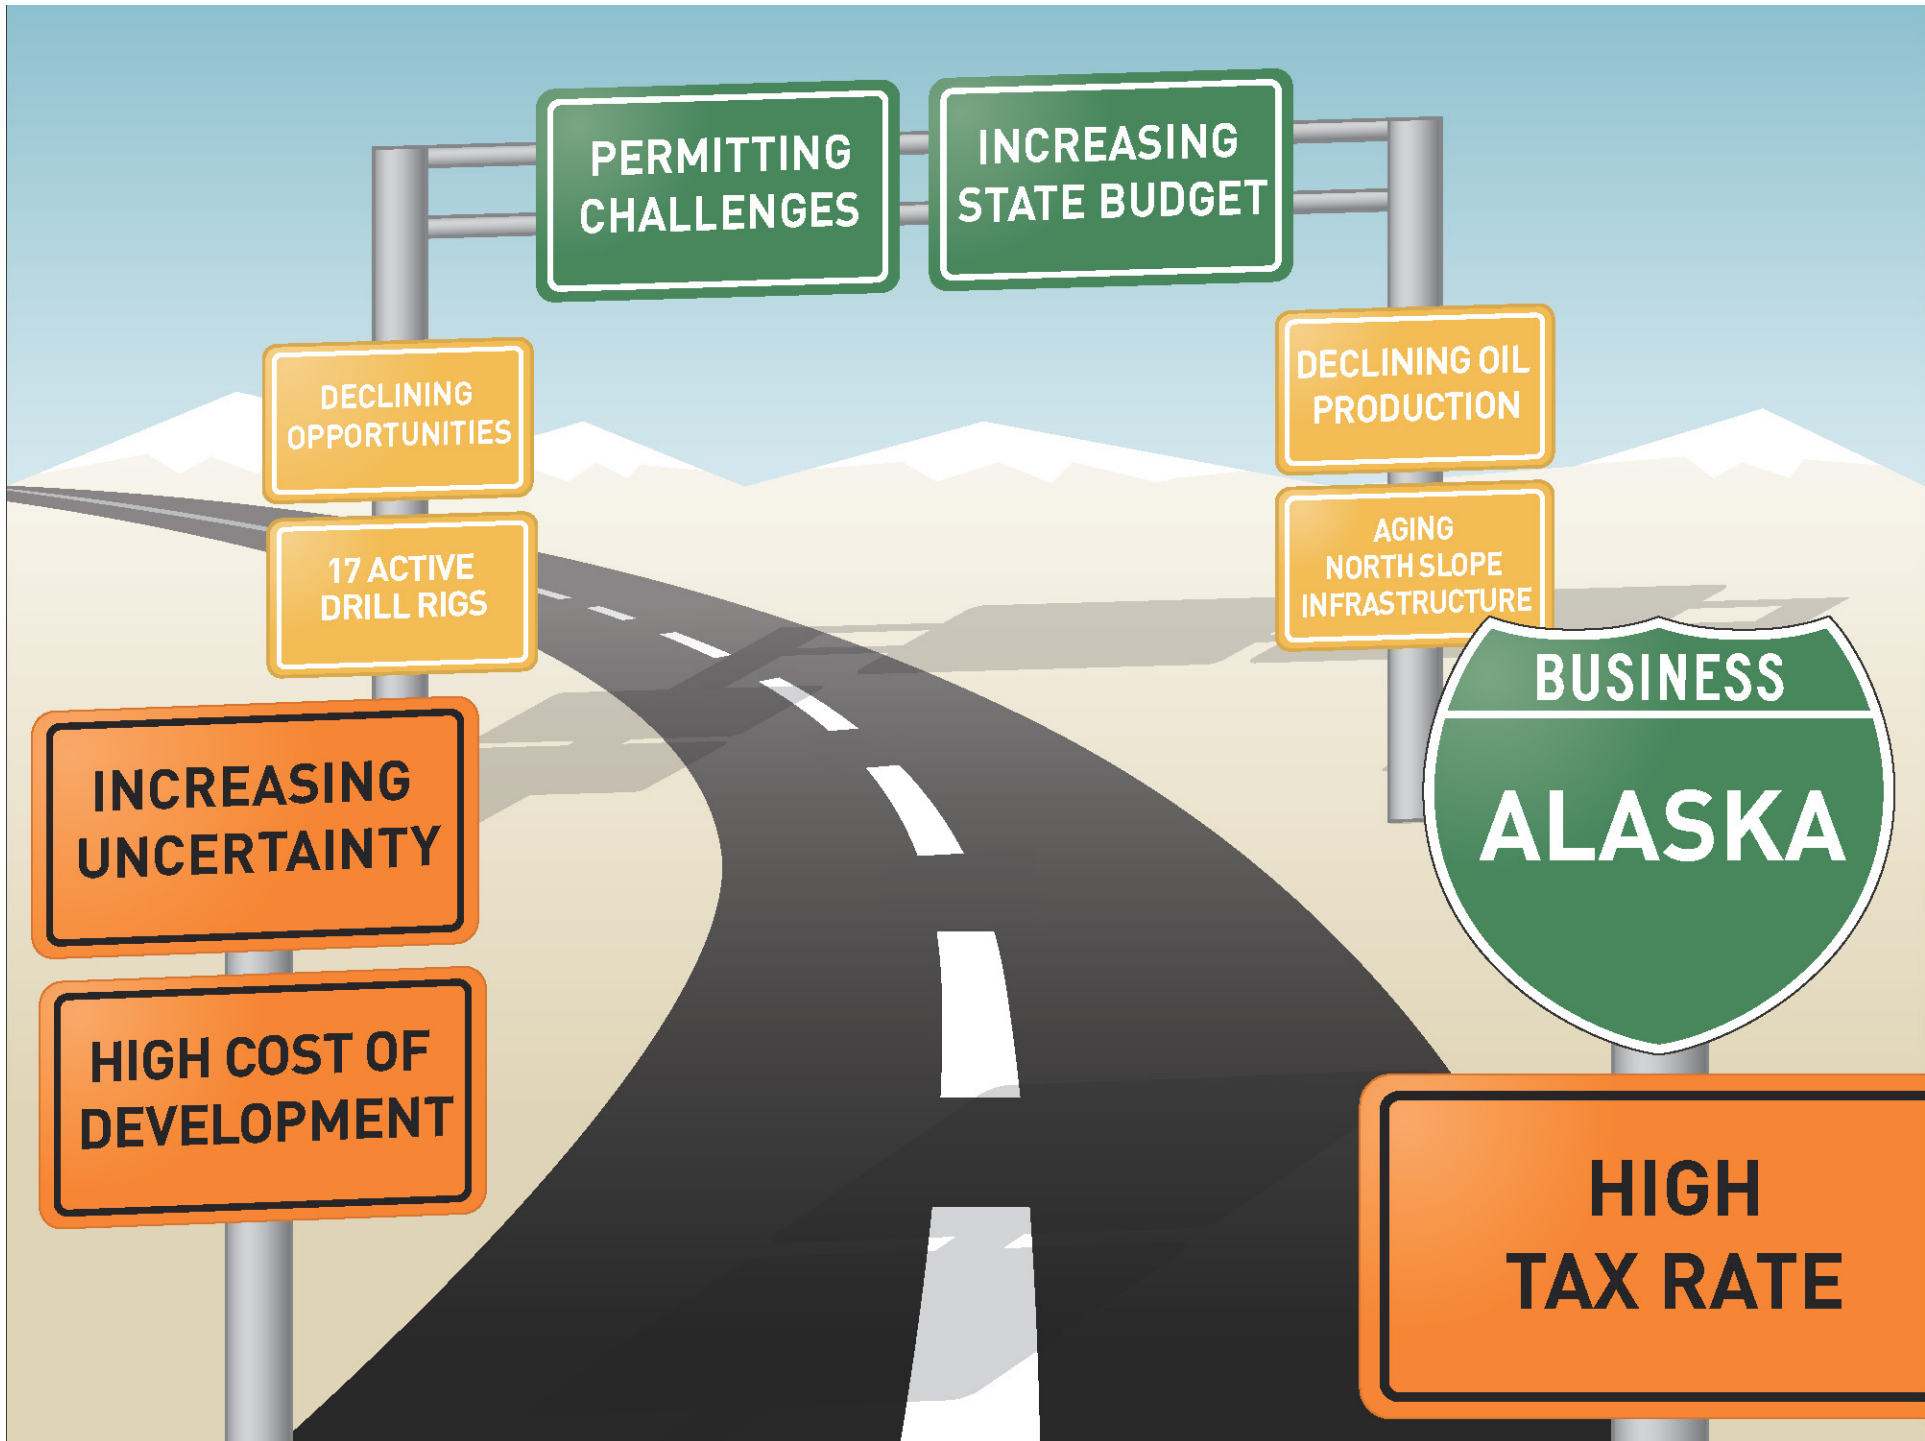 PERMITTING
CHALLENGES
INCREASING
STATE BUDGET
DECLINING
OPPORTUNITIES
17 ACTIVE
DRILL RIGS
DECLINING OIL
PRODUCTION
AGING
NORTH SLOPE
INFRASTRUCTURE
INCREASING
UNCERTAINTY
HIGH COST OF
DEVELOPMENT
BUSINESS
ALASKA
HIGH
TAX RATE